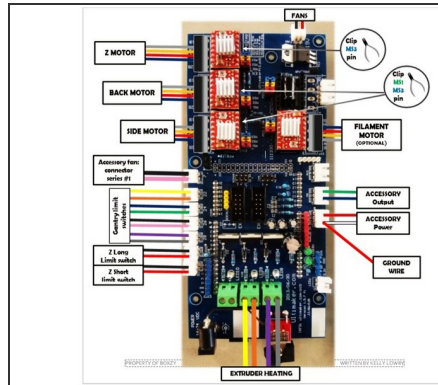 FANS
Z MOTOR
Clip
MS2
pin
BACK MOTOR
Clip
MS1
MS2
pin
SIDE MOTOR
FILAMENT
MOTOR
(OPTIONAL)
Accessory fan:
connector
series #1
Gantry limit
switches
ACCESSORY
Output
ACCESSORY
Power
Z Long
Limit switch
Z Short
limit switch
GROUND
WIRE
EXTRUDER HEATING
PROPERTY OF BOXZY
WRITTEN BY KELLY LOWRIE